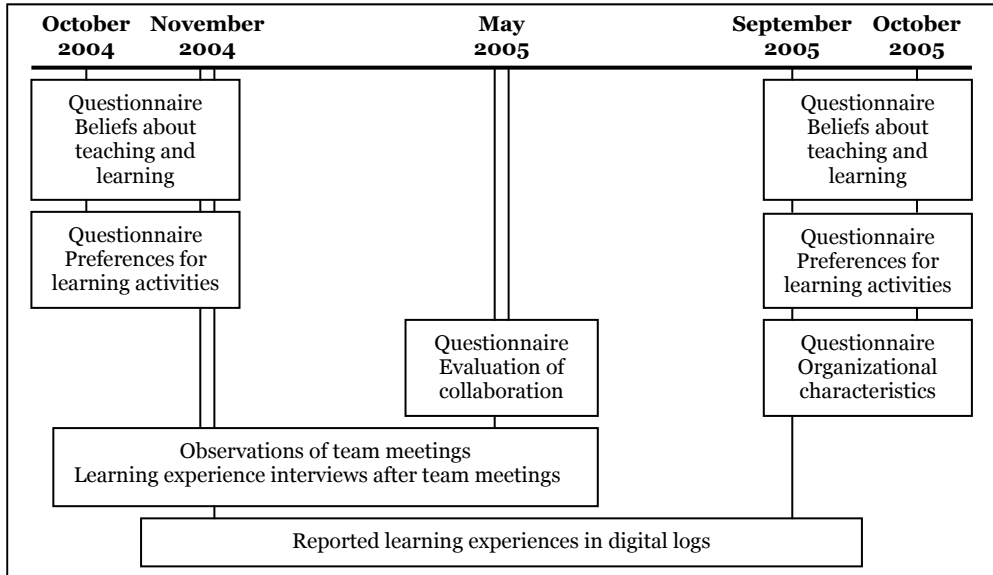 October November May September October
2004 2004 2005 2005 2005
Questionnaire
Beliefs about
teaching and
learning
Questionnaire
Beliefs about
teaching and
learning
Questionnaire
Preferences for
learning activities
Questionnaire
Preferences for
learning activities
Questionnaire
Evaluation of
collaboration
Questionnaire
Organizational
characteristics
Observations of team meetings
Learning experience interviews after team meetings
Reported learning experiences in digital logs